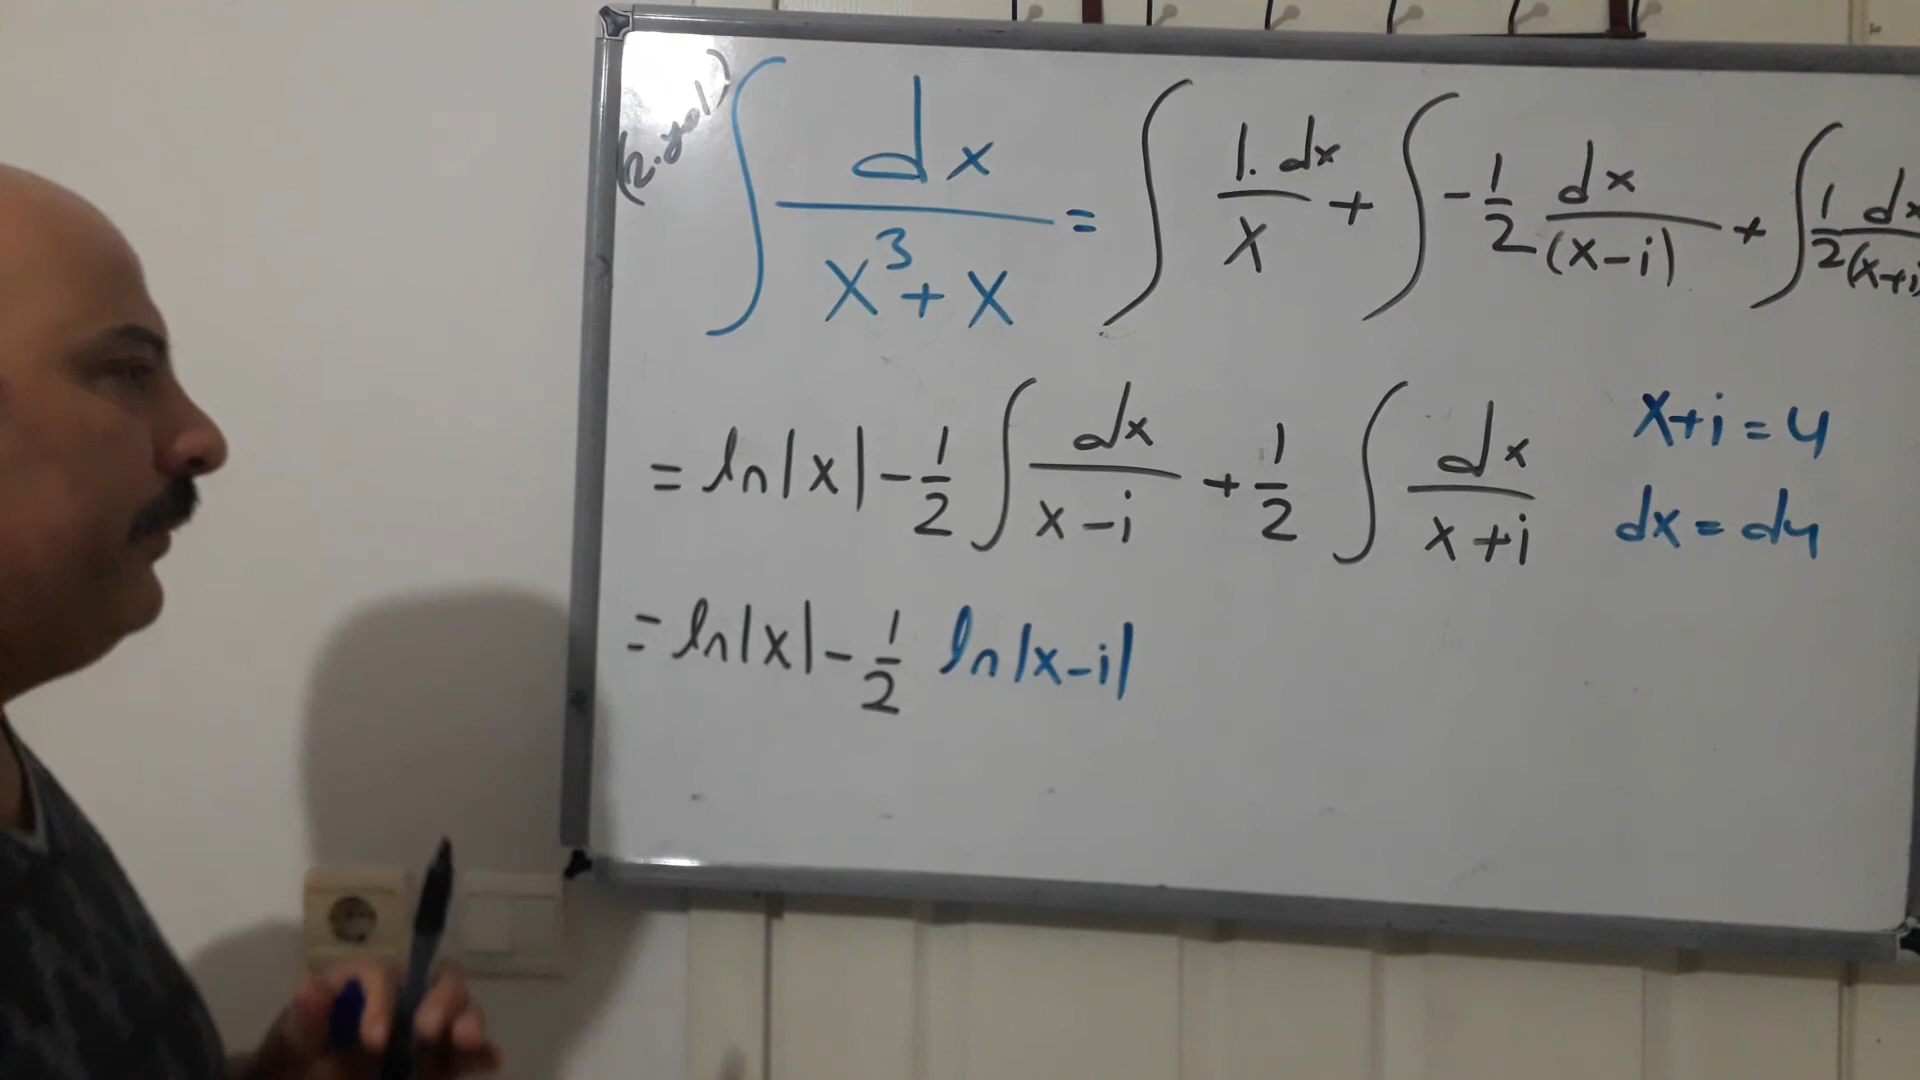 (2.yol)
∫ dx / (x³ + x) = ∫ 1.dx / x + ∫ - 1/2 dx / (x-i) + ∫ 1/2 dx / (x+i
= ln|x| - 1/2 ∫ dx / (x-i) + 1/2 ∫ dx / (x+i)
x+i = u
dx = du
= ln|x| - 1/2 ln|x-i|